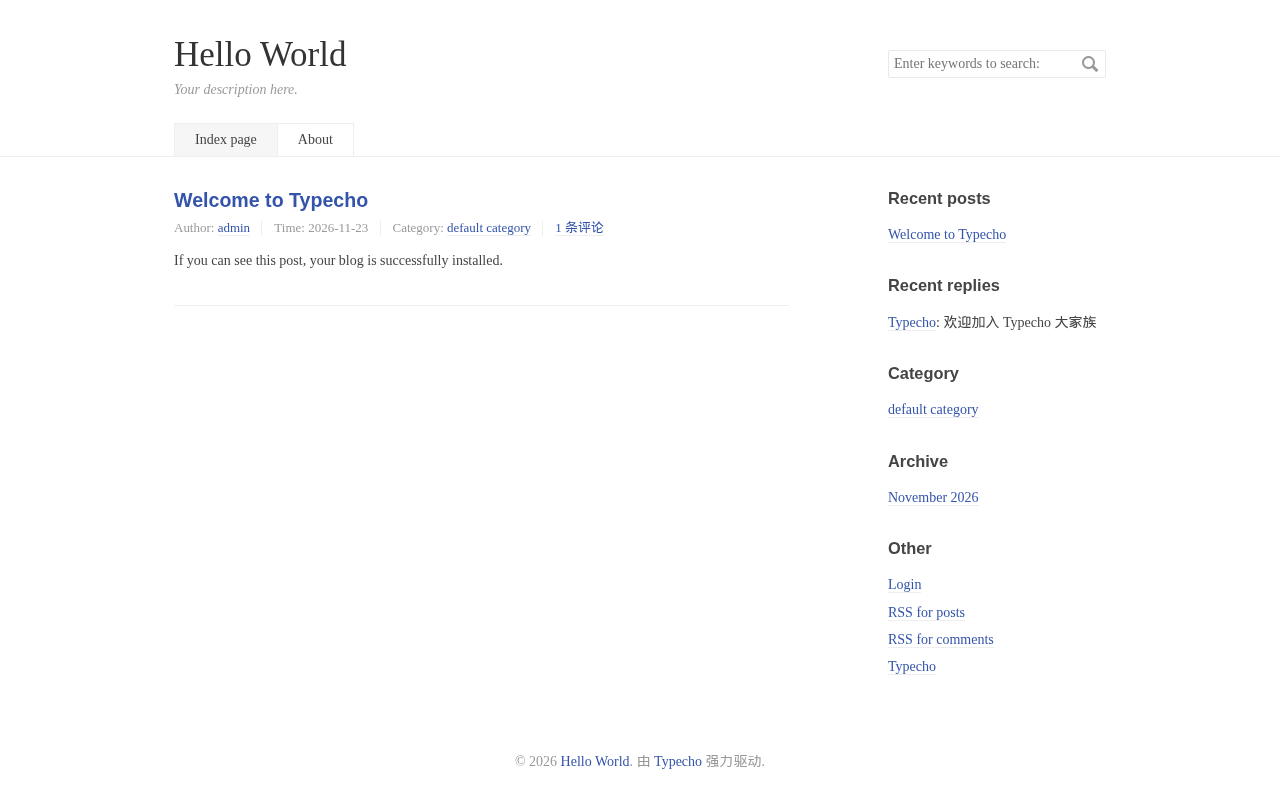 Hello World
Your description here.
Enter keywords to search:
Index page
About
Welcome to Typecho
Author: admin
Time: 2026-11-23
Category: default category
1 条评论
If you can see this post, your blog is successfully installed.
Recent posts
Welcome to Typecho
Recent replies
Typecho: 欢迎加入 Typecho 大家族
Category
default category
Archive
November 2026
Other
Login
RSS for posts
RSS for comments
Typecho
© 2026 Hello World. 由 Typecho 强力驱动.